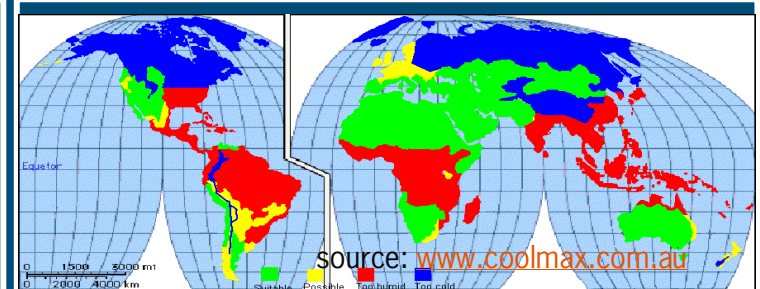 Equator
source: www.coolmax.com.au
0 1500 3000 mi
0 2000 4000 km
Suitable Possible Too humid Too cold